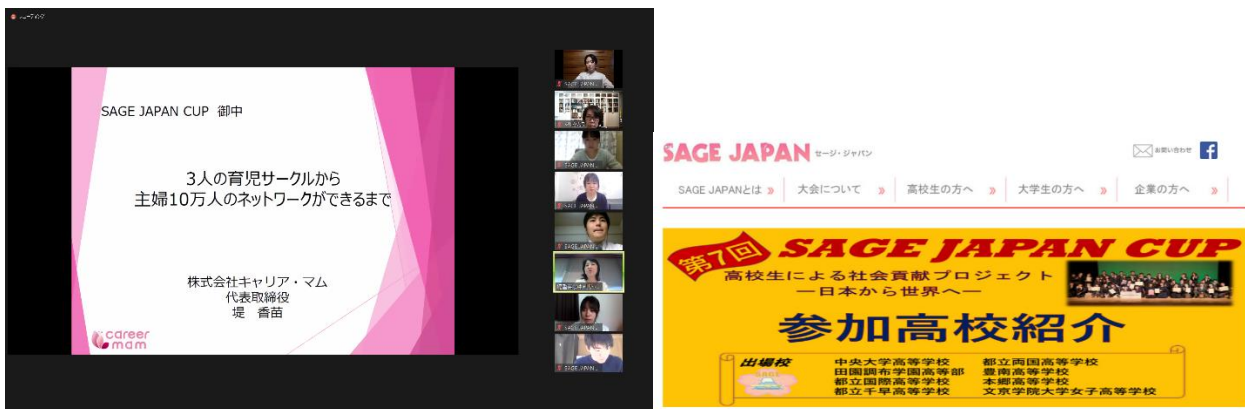 SAGE JAPAN CUP 御中
3人の育児サークルから
主婦10万人のネットワークができるまで
株式会社キャリア・マム
代表取締役
堤 香苗
career
mam
SAGE JAPAN セージ・ジャパン
お問い合わせ
SAGE JAPANとは » 大会について » 高校生の方へ » 大学生の方へ » 企業の方へ »
第7回 SAGE JAPAN CUP
高校生による社会貢献プロジェクト
―日本から世界へ―
参加高校紹介
出場校
中央大学高等学校 都立両国高等学校
田園調布学園高等部 豊南高等学校
都立国際高等学校 本郷高等学校
都立千早高等学校 文京学院大学女子高等学校
SAGE